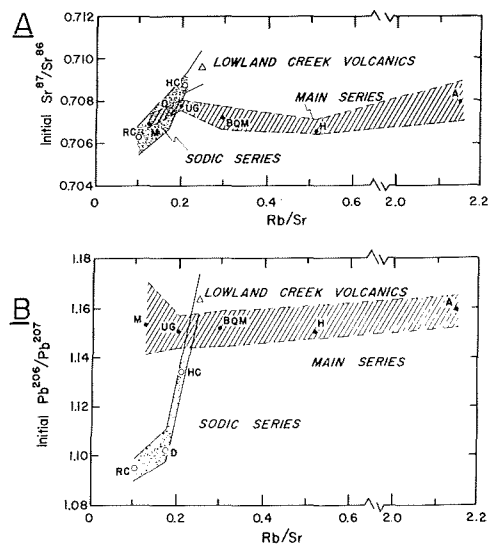 A
Initial Sr87/Sr86
0.712
0.710
0.708
0.706
0.704
HC
LOWLAND CREEK VOLCANICS
D
UG
MAIN SERIES
A
RC
M
BQM
H
SODIC SERIES
0
0.2
0.4
0.6
2.0
2.2
Rb/Sr
B
Initial Pb206/Pb207
1.18
1.16
1.14
1.12
1.10
1.08
LOWLAND CREEK VOLCANICS
M
UG
BQM
H
A
MAIN SERIES
HC
SODIC SERIES
RC
D
0
0.2
0.4
0.6
2.0
2.2
Rb/Sr